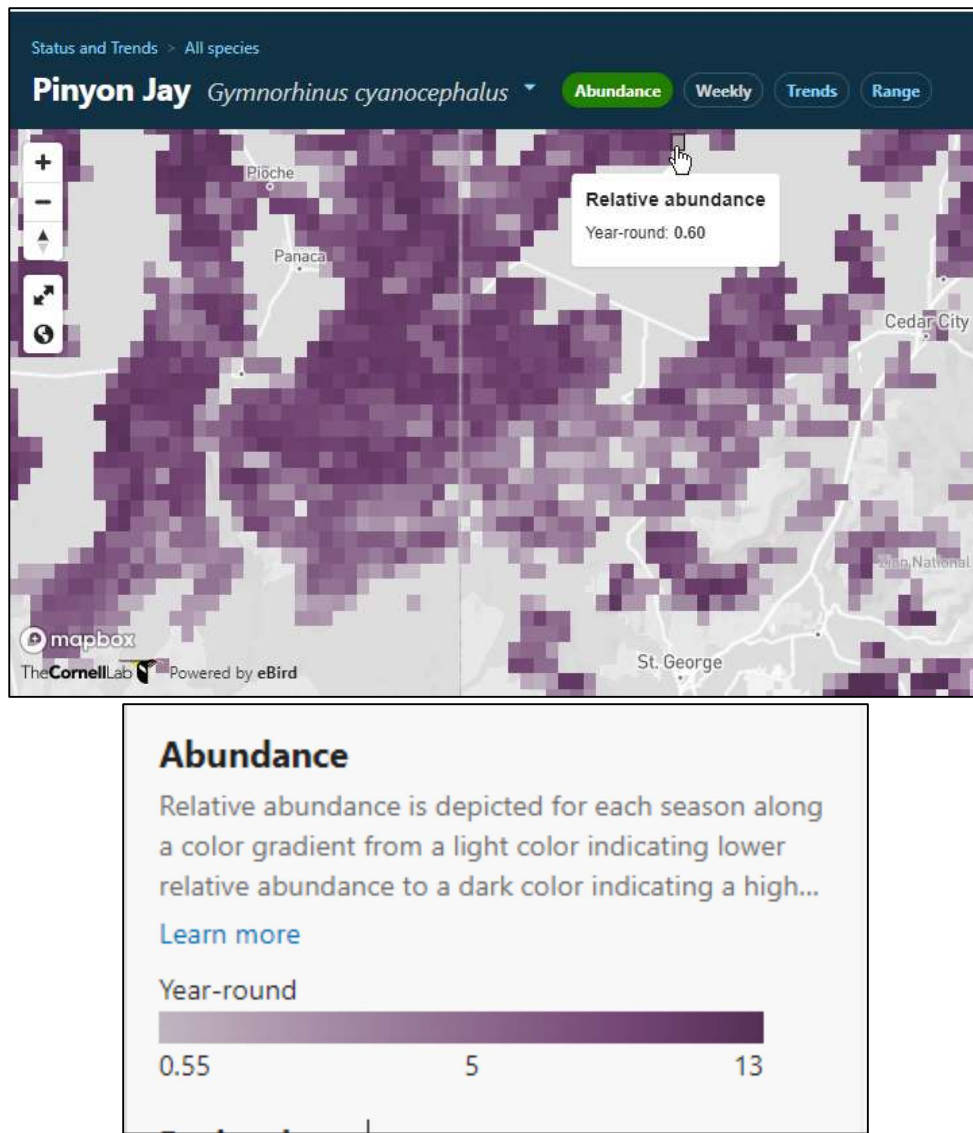 Status and Trends > All species
Pinyon Jay Gymnorhinus cyanocephalus Abundance Weekly Trends Range
Pioche
Relative abundance
Year-round: 0.60
Panaca
Cedar City
Zion National
mapbox
St. George
TheCornellLab Powered by eBird
Abundance
Relative abundance is depicted for each season along
a color gradient from a light color indicating lower
relative abundance to a dark color indicating a high...
Learn more
Year-round
0.55 5 13